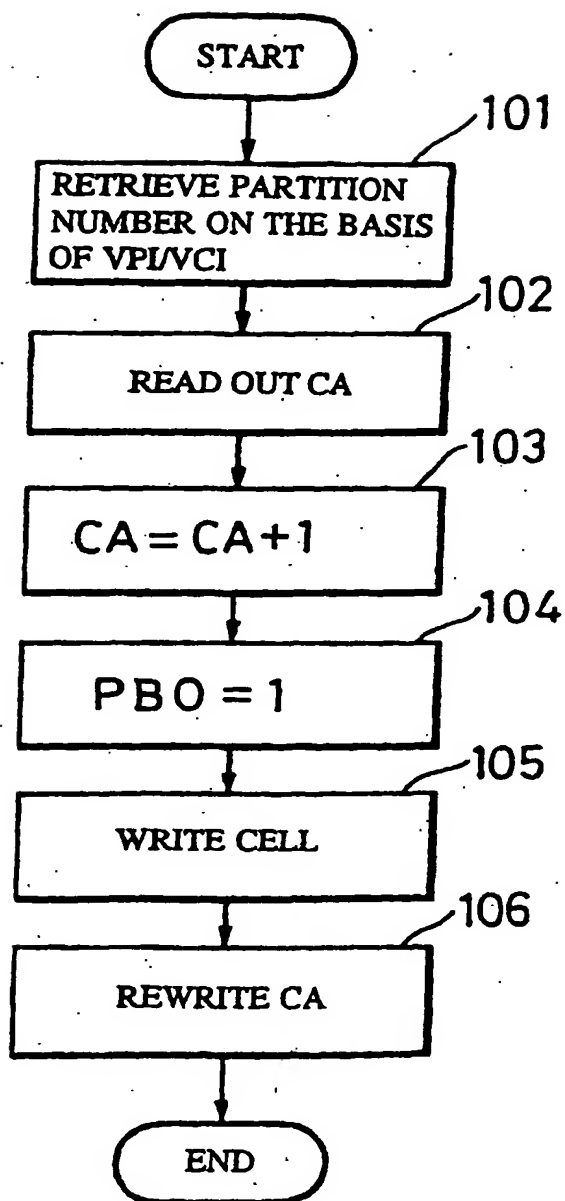 START
101
RETRIEVE PARTITION
NUMBER ON THE BASIS
OF VPI/VCI
102
READ OUT CA
103
CA = CA+1
104
PBO = 1
105
WRITE CELL
106
REWRITE CA
END